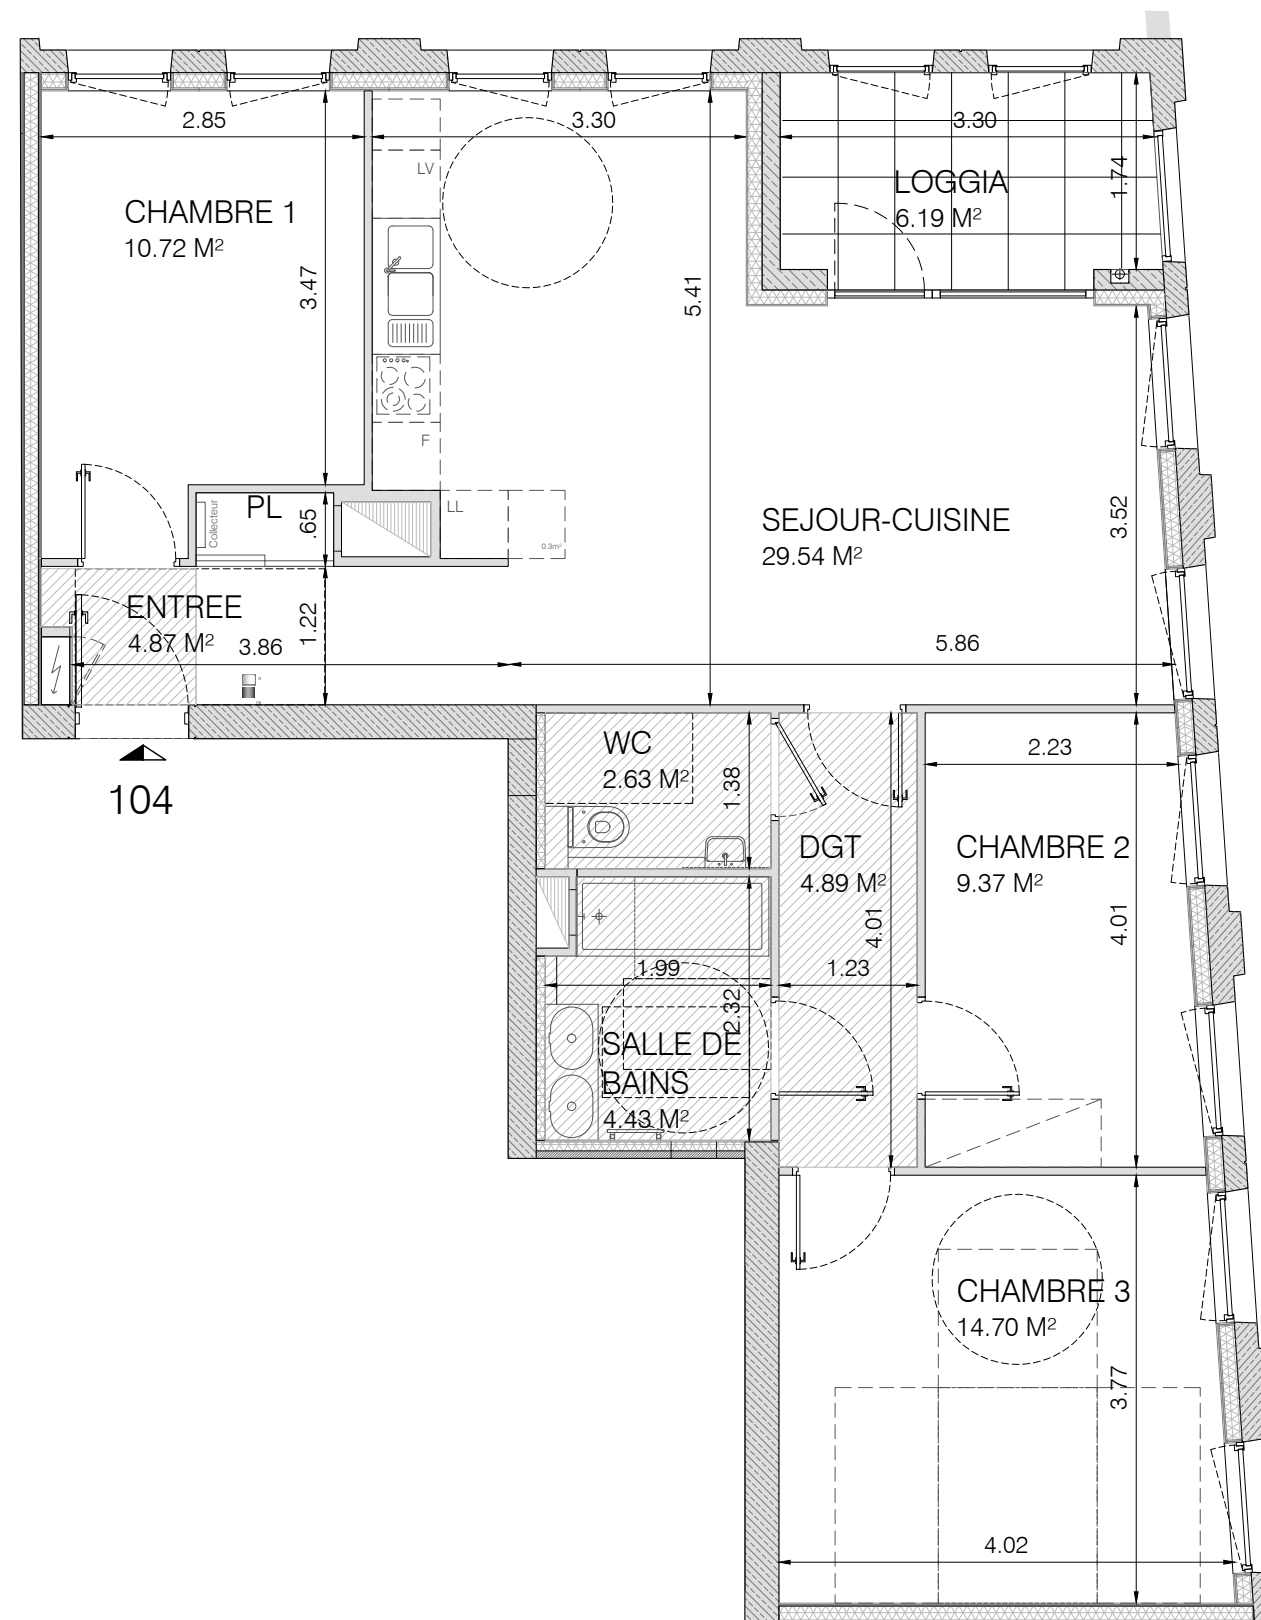 2.85
3.30
3.30
LV
LOGGIA
6.19 M²
1.74
CHAMBRE 1
10.72 M²
3.47
5.41
F
PL
Collecteur
.65
LL
0.3m²
SEJOUR-CUISINE
29.54 M²
3.52
ENTREE
4.87 M²
3.86
1.22
5.86
104
WC
2.63 M²
1.38
2.23
DGT
4.89 M²
CHAMBRE 2
9.37 M²
4.01
4.01
1.99
1.23
2.32
SALLE DE
BAINS
4.43 M²
CHAMBRE 3
14.70 M²
3.77
4.02